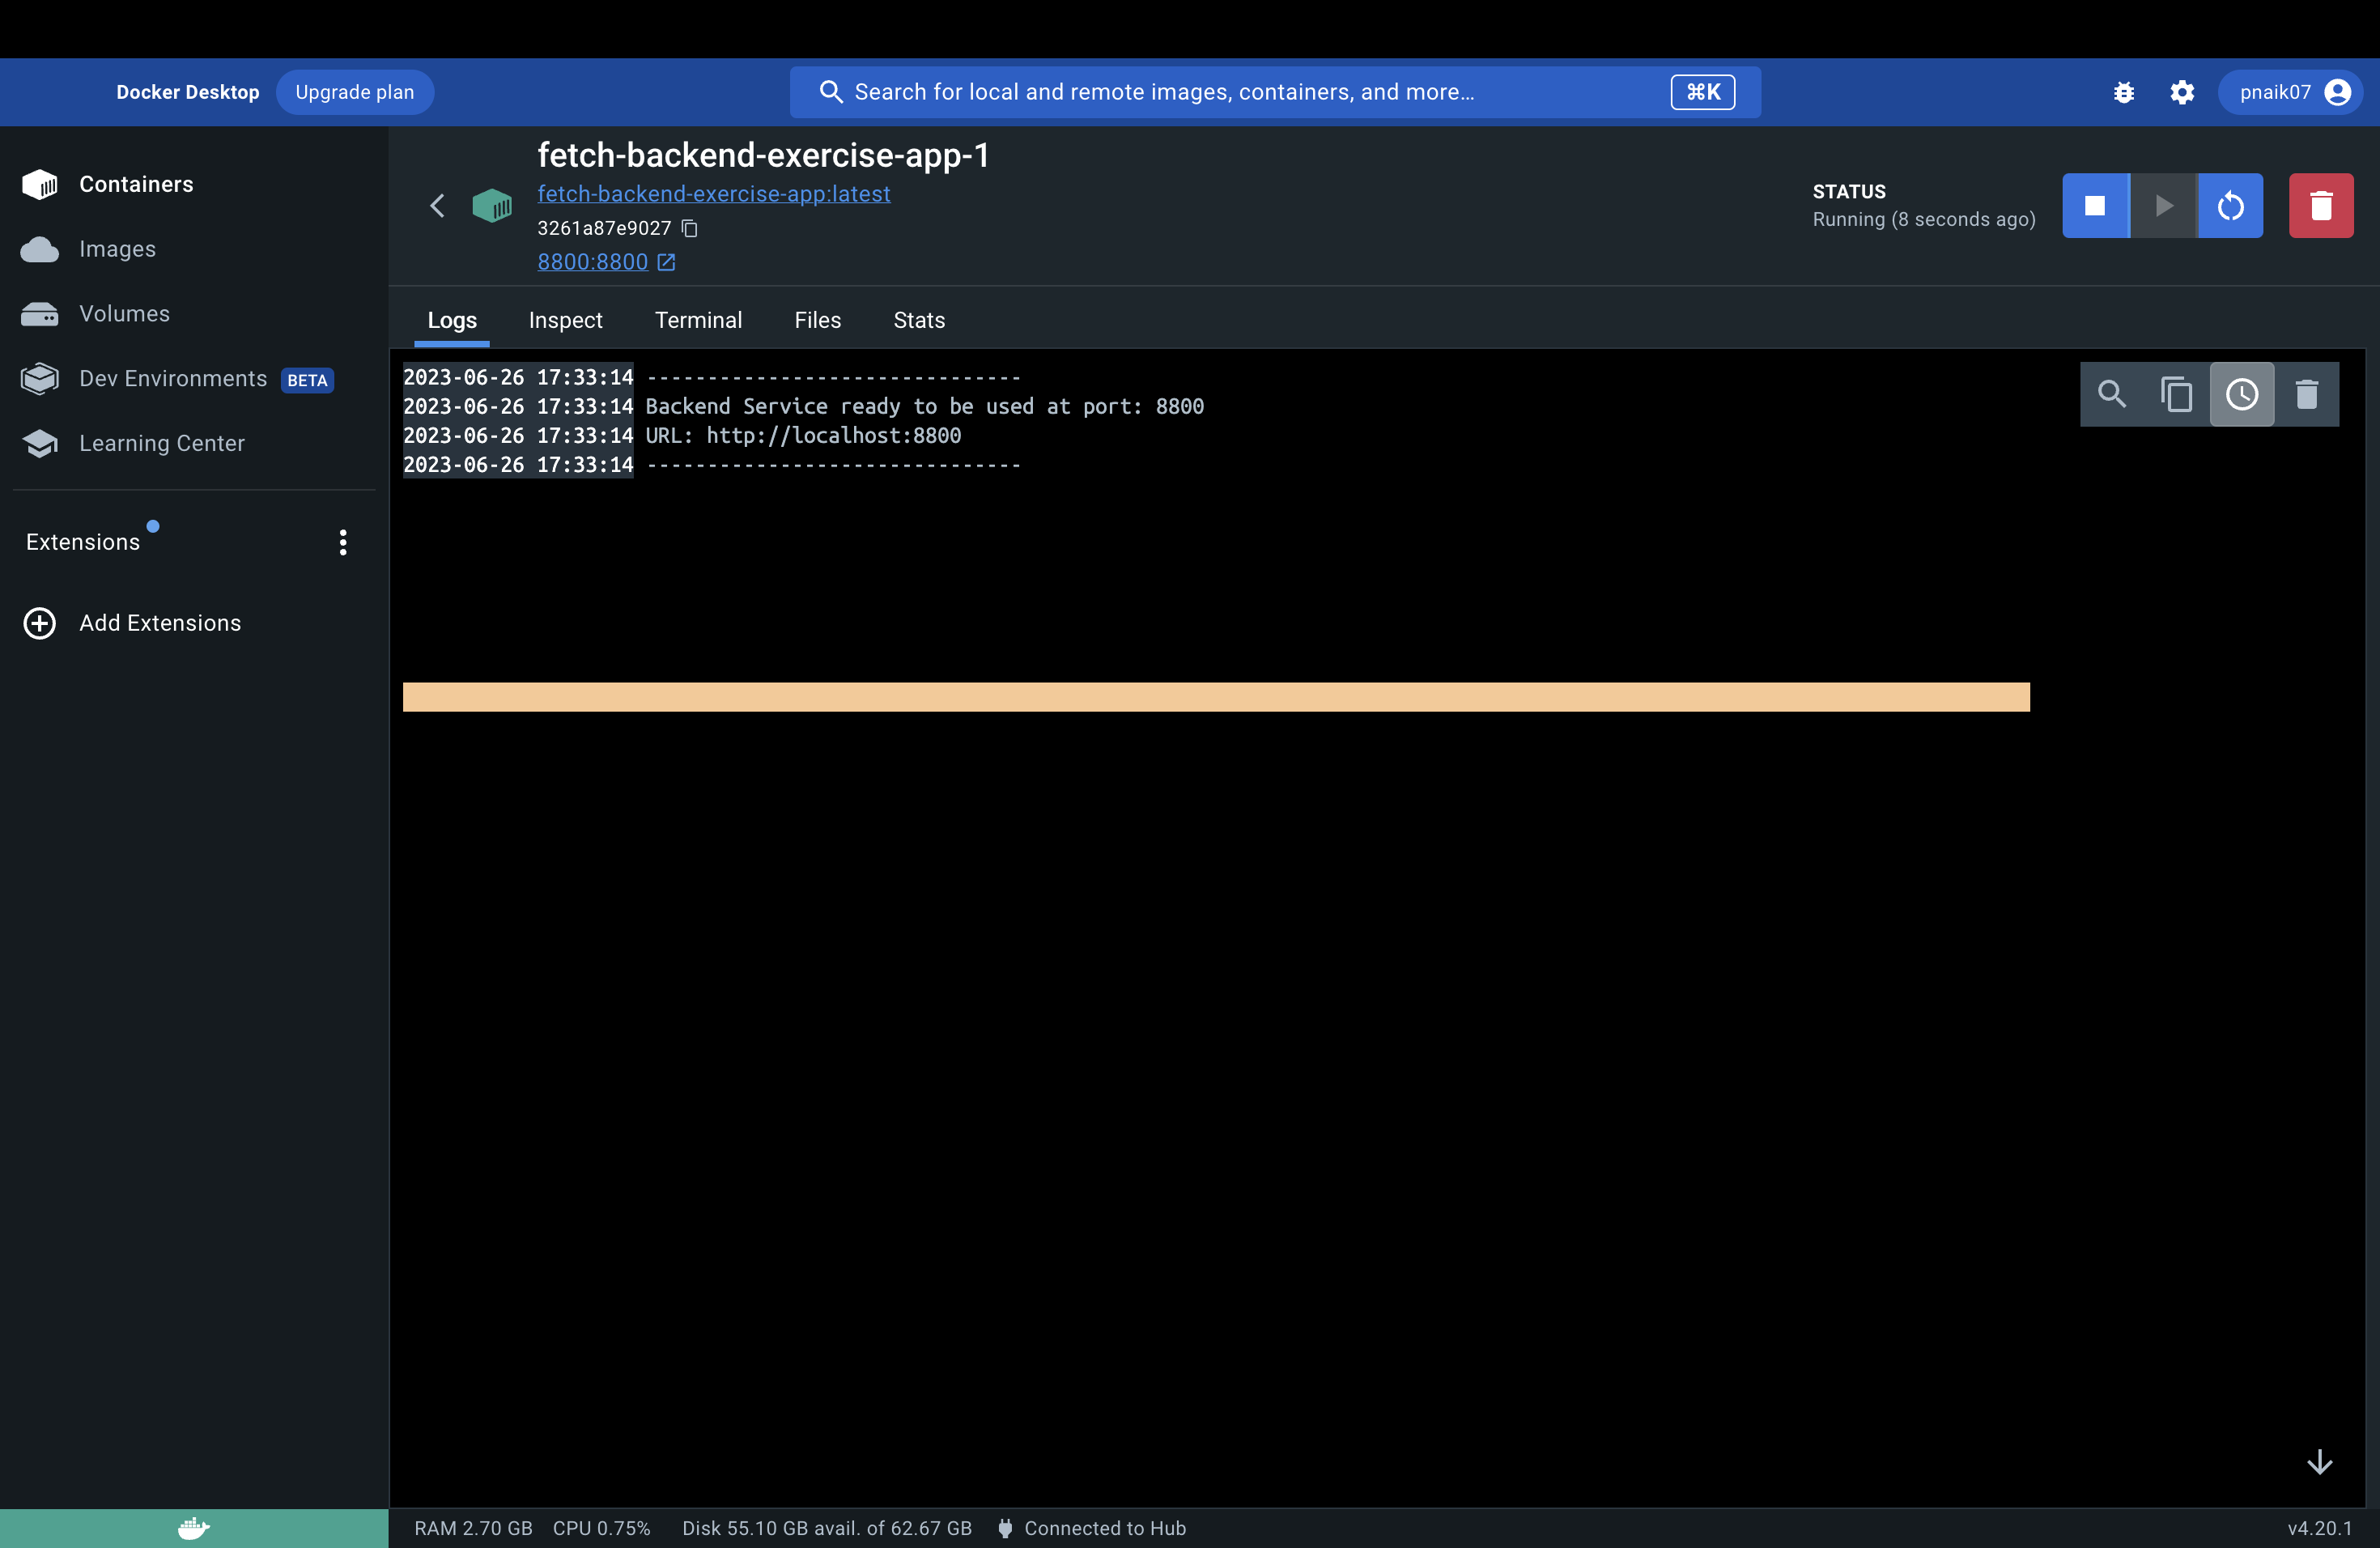 Docker Desktop Upgrade plan Search for local and remote images, containers, and more... ⌘K pnaik07
Containers
Images
Volumes
Dev Environments BETA
Learning Center
Extensions
Add Extensions
fetch-backend-exercise-app-1
fetch-backend-exercise-app:latest
3261a87e9027
8800:8800
STATUS
Running (8 seconds ago)
Logs Inspect Terminal Files Stats
2023-06-26 17:33:14 -------------------------------
2023-06-26 17:33:14 Backend Service ready to be used at port: 8800
2023-06-26 17:33:14 URL: http://localhost:8800
2023-06-26 17:33:14 -------------------------------
RAM 2.70 GB CPU 0.75% Disk 55.10 GB avail. of 62.67 GB Connected to Hub v4.20.1